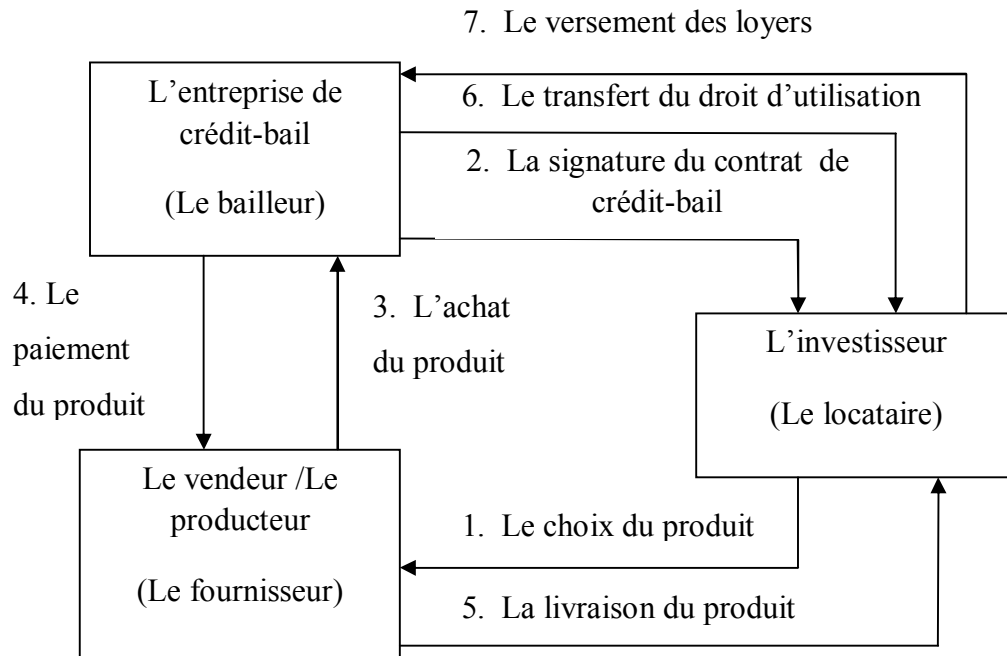 7. Le versement des loyers
L’entreprise de
crédit-bail
(Le bailleur)
6. Le transfert du droit d’utilisation
2. La signature du contrat de
crédit-bail
4. Le
paiement
du produit
3. L’achat
du produit
L’investisseur
(Le locataire)
Le vendeur /Le
producteur
(Le fournisseur)
1. Le choix du produit
5. La livraison du produit